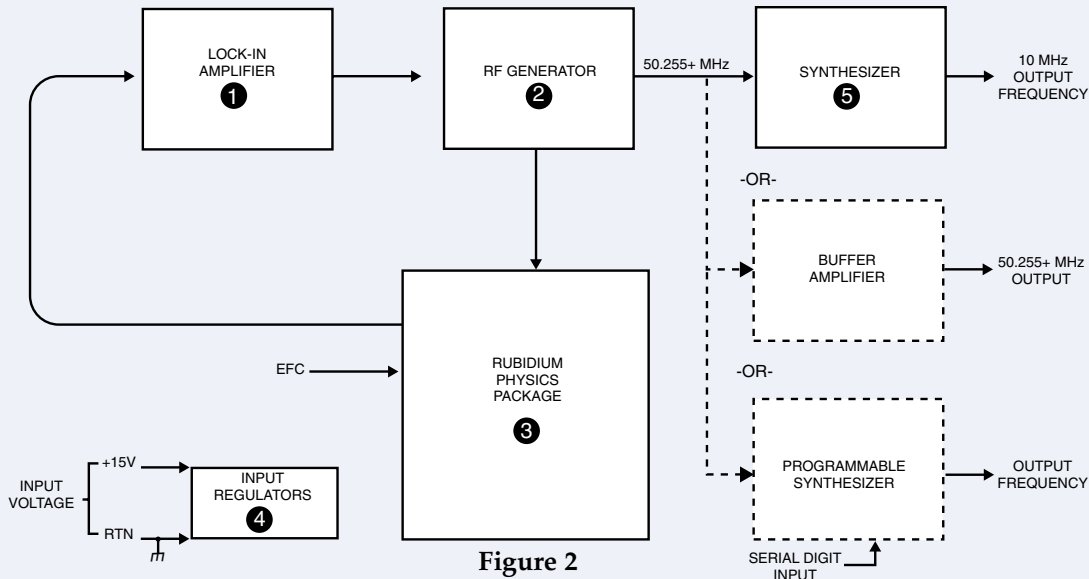 LOCK-IN
AMPLIFIER
1
RF GENERATOR
2
50.255+ MHz
SYNTHESIZER
5
10 MHz
OUTPUT
FREQUENCY
-OR-
BUFFER
AMPLIFIER
50.255+ MHz
OUTPUT
EFC
RUBIDIUM
PHYSICS
PACKAGE
3
-OR-
PROGRAMMABLE
SYNTHESIZER
OUTPUT
FREQUENCY
SERIAL DIGIT
INPUT
INPUT
VOLTAGE
+15V
RTN
INPUT
REGULATORS
4
Figure 2